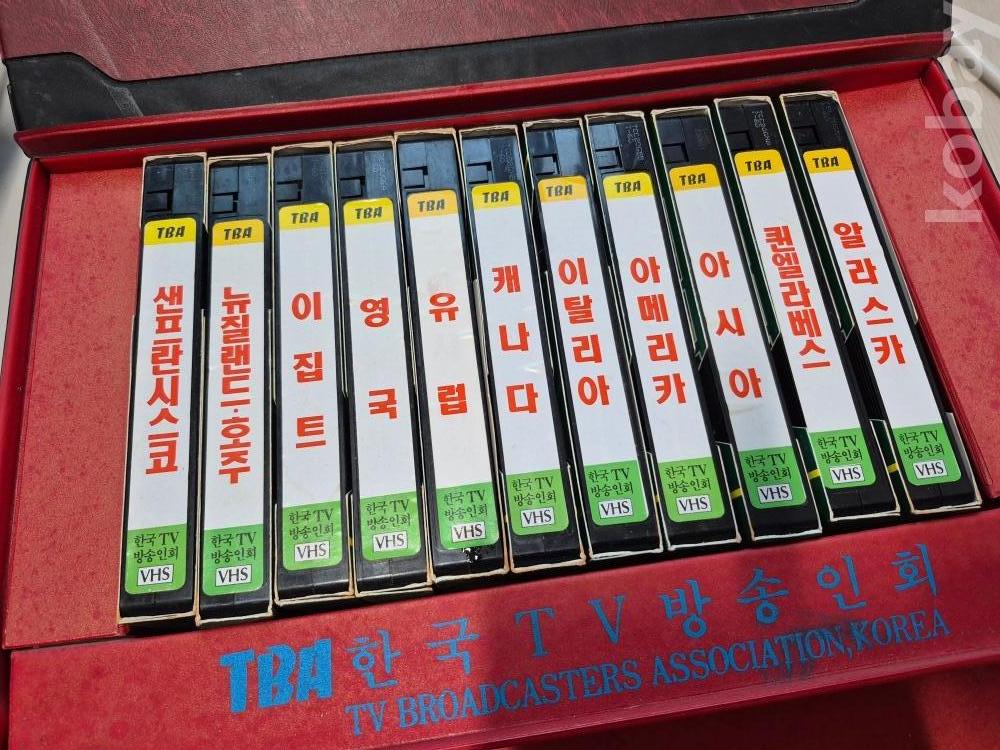 TBA
샌프란시스코
한국 TV
방송인회
VHS
TBA
뉴질랜드·호주
한국 TV
방송인회
VHS
TBA
이집트
한국 TV
방송인회
VHS
TBA
영국
한국 TV
방송인회
VHS
TBA
유럽
한국 TV
방송인회
VHS
TBA
캐나다
한국 TV
방송인회
VHS
TBA
이탈리아
한국 TV
방송인회
VHS
TBA
아메리카
한국 TV
방송인회
VHS
TBA
아시아
한국 TV
방송인회
VHS
TBA
퀸엘라베스
한국 TV
방송인회
VHS
TBA
알라스카
한국 TV
방송인회
VHS
TBA 한국 TV 방송인회
TV BROADCASTERS ASSOCIATION,KOREA
kobay